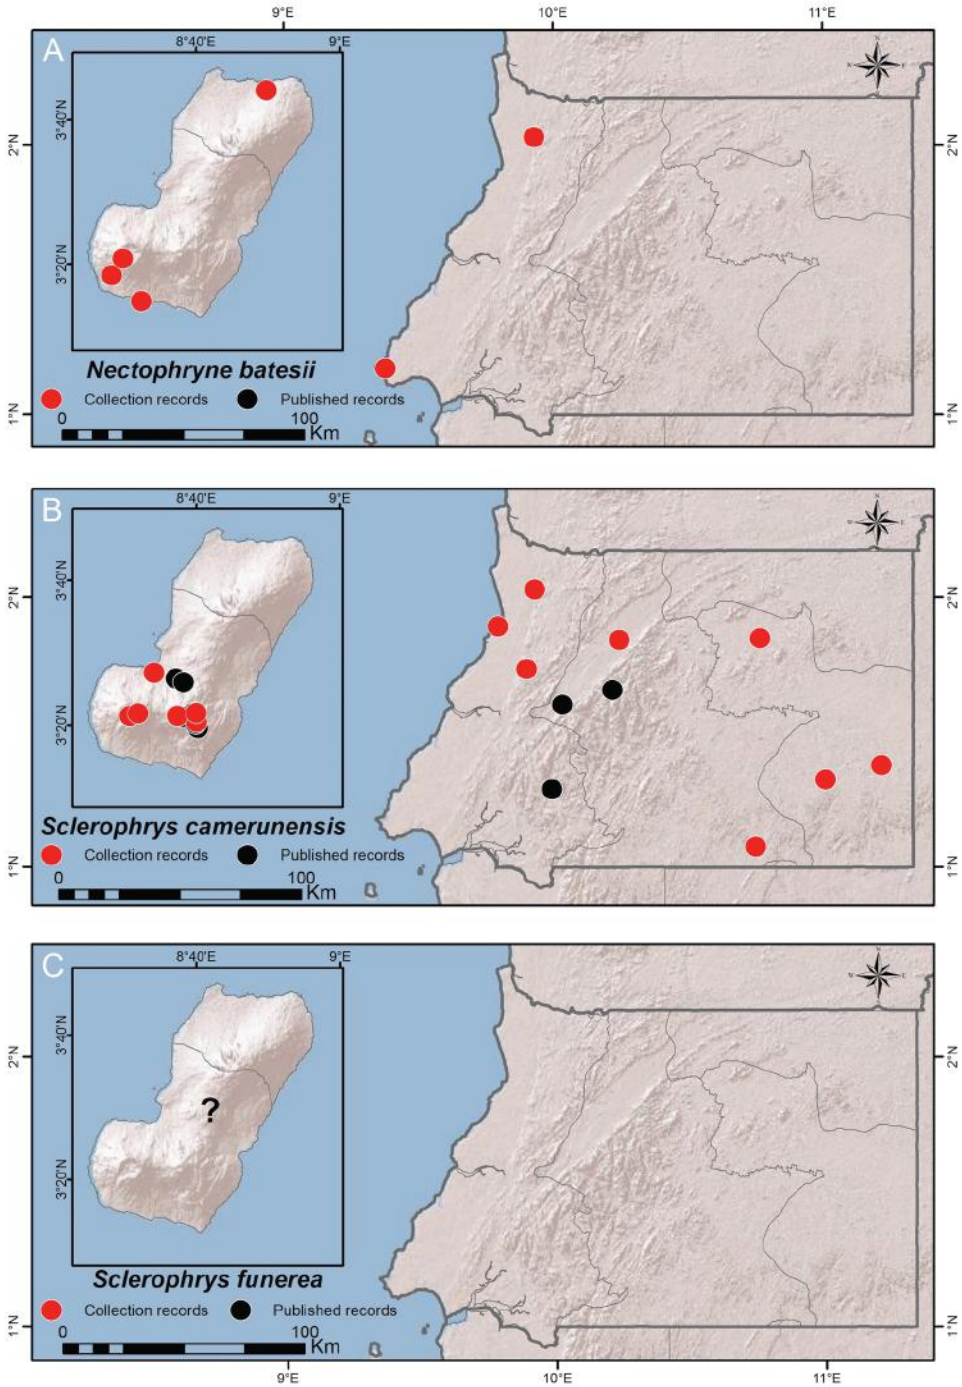 9°E 10°E 11°E
A
8°40'E 9°E
N
W E
S
3°40'N
3°20'N
2°N 2°N
Nectophryne batesii
Collection records Published records
0 100
Km
1°N 1°N
B
8°40'E 9°E
N
W E
S
3°40'N
3°20'N
2°N 2°N
Sclerophrys camerunensis
Collection records Published records
0 100
Km
1°N 1°N
C
8°40'E 9°E
N
W E
S
3°40'N
?
3°20'N
2°N 2°N
Sclerophrys funerea
Collection records Published records
0 100
Km
1°N 1°N
9°E 10°E 11°E